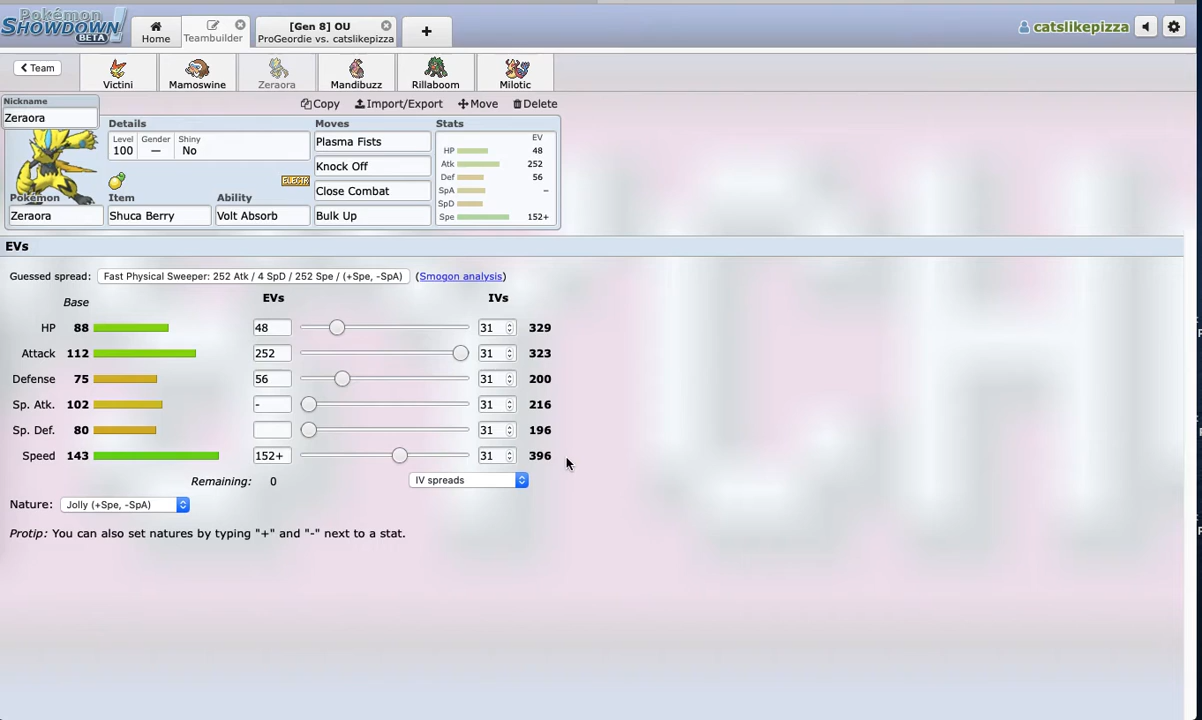 Pokémon
SHOWDOWN!
BETA
Home
Teambuilder
[Gen 8] OU
ProGeordie vs. catslikepizza
catslikepizza
Team
Victini
Mamoswine
Zeraora
Mandibuzz
Rillaboom
Milotic
Copy
Import/Export
Move
Delete
Nickname
Zeraora
Details
Level
100
Gender
—
Shiny
No
Moves
Plasma Fists
Knock Off
Close Combat
Bulk Up
Stats
EV
HP 48
Atk 252
Def 56
SpA –
SpD
Spe 152+
ELECTR
Pokémon
Zeraora
Item
Shuca Berry
Ability
Volt Absorb
EVs
Guessed spread: Fast Physical Sweeper: 252 Atk / 4 SpD / 252 Spe / (+Spe, -SpA) (Smogon analysis)
Base EVs IVs
HP 88 48 31 329
Attack 112 252 31 323
Defense 75 56 31 200
Sp. Atk. 102 - 31 216
Sp. Def. 80 31 196
Speed 143 152+ 31 396
Remaining: 0 IV spreads
Nature: Jolly (+Spe, -SpA)
Protip: You can also set natures by typing "+" and "-" next to a stat.